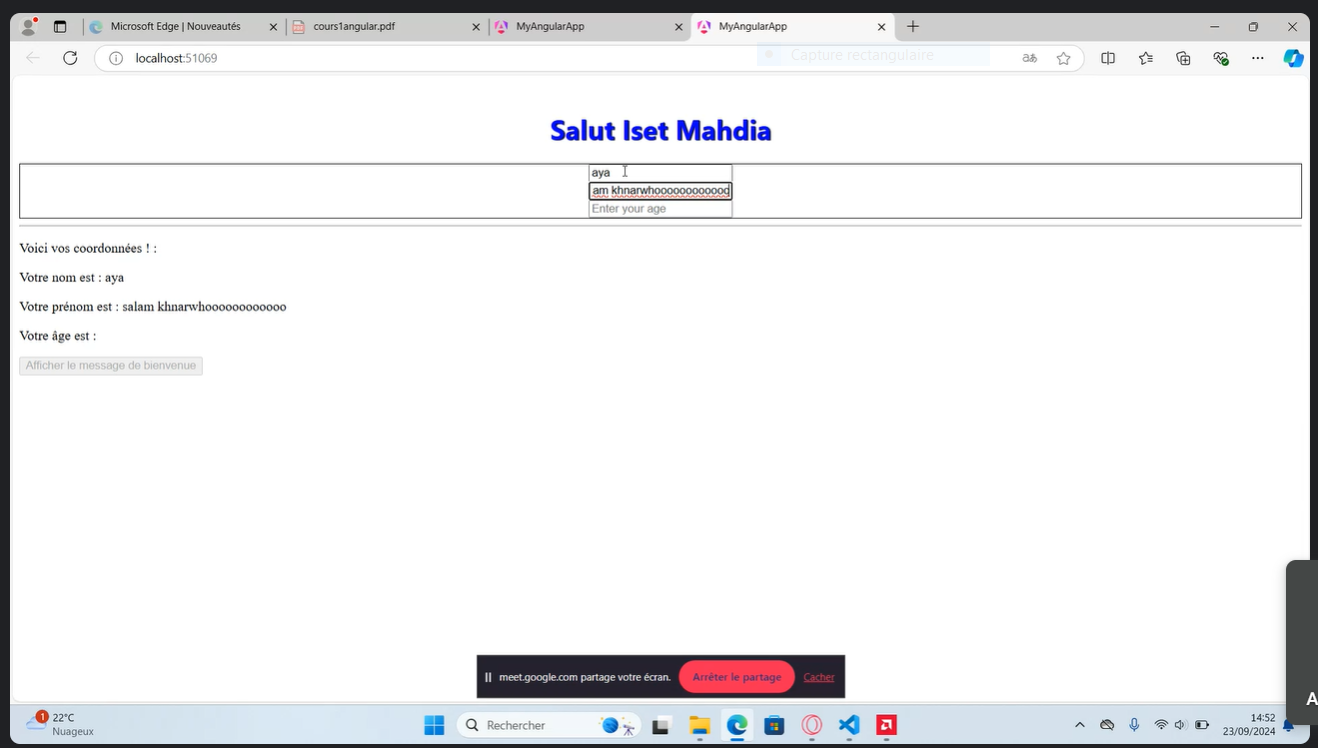 Microsoft Edge | Nouveautés
cours1angular.pdf
MyAngularApp
MyAngularApp
localhost:51069
Capture rectangulaire
Salut Iset Mahdia
aya
am khnarwhoooooooooooo
Enter your age
Voici vos coordonnées ! :
Votre nom est : aya
Votre prénom est : salam khnarwhoooooooooooo
Votre âge est :
Afficher le message de bienvenue
meet.google.com partage votre écran.
Arrêter le partage
Cacher
1
22°C
Nuageux
Rechercher
14:52
23/09/2024